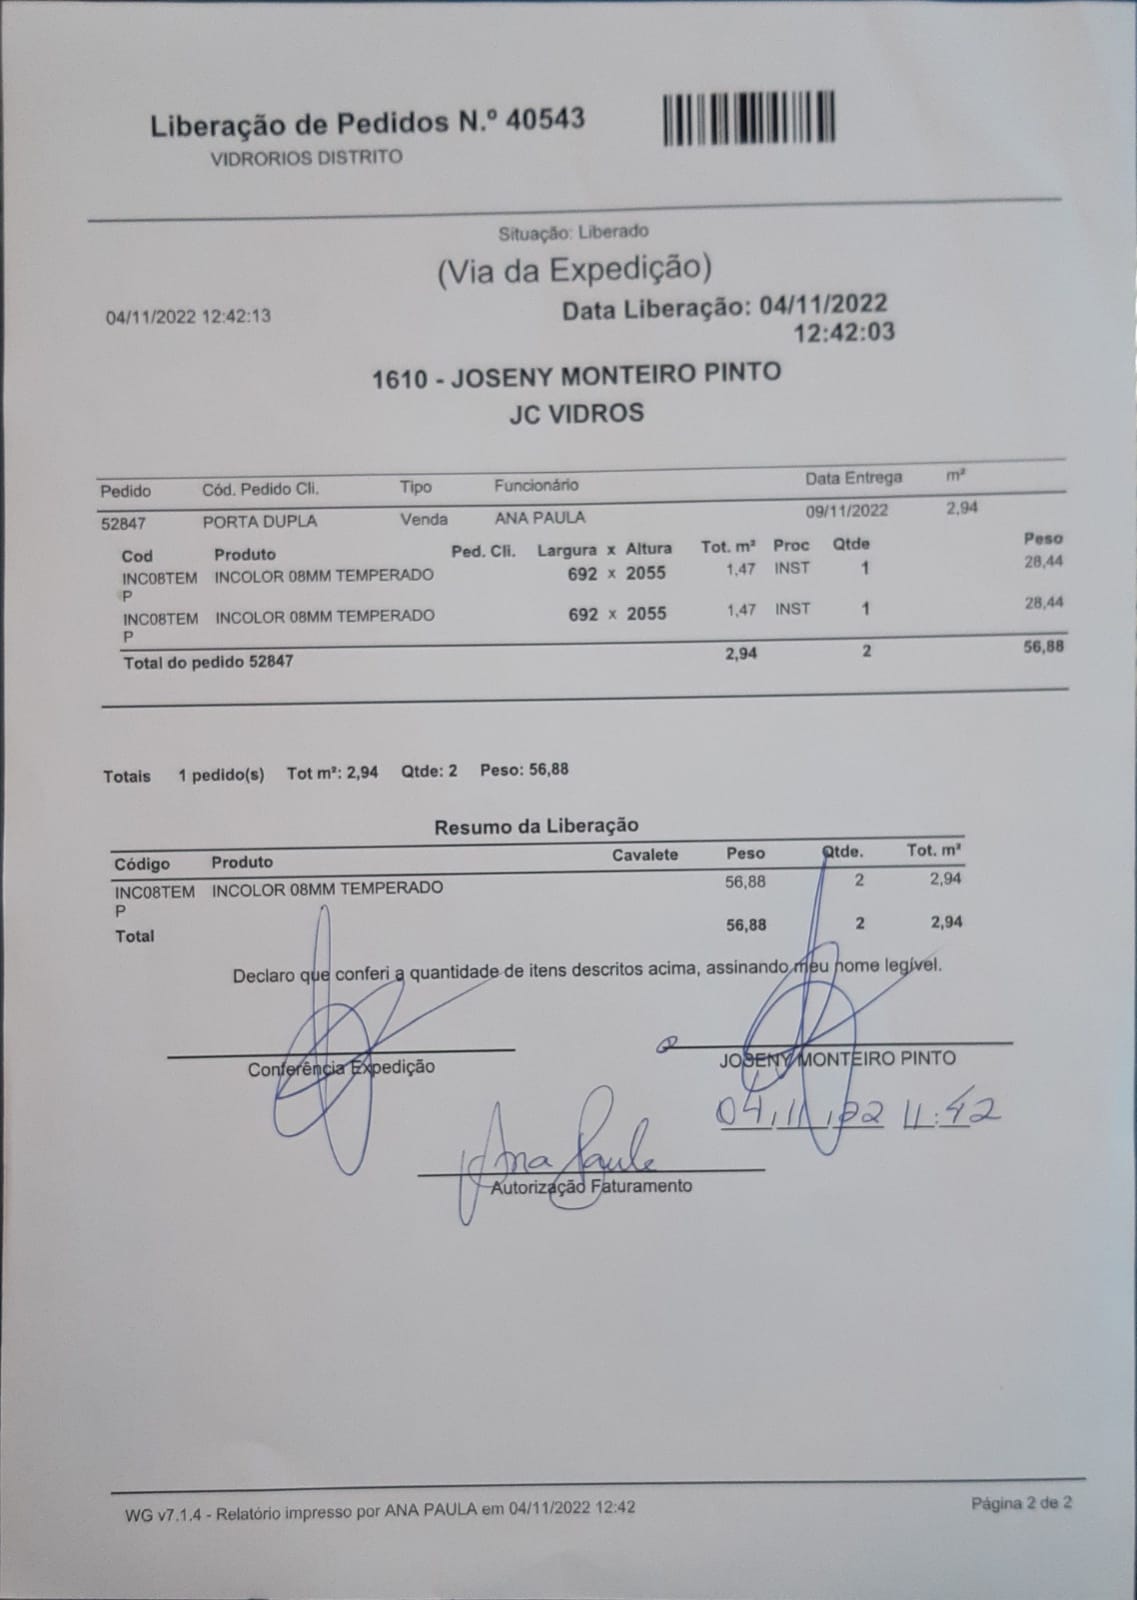 Liberação de Pedidos N.º 40543
VIDRORIOS DISTRITO
Situação: Liberado
(Via da Expedição)
04/11/2022 12:42:13
Data Liberação: 04/11/2022
12:42:03
1610 - JOSENY MONTEIRO PINTO
JC VIDROS
Pedido Cód. Pedido Cli. Tipo Funcionário Data Entrega m²
52847 PORTA DUPLA Venda ANA PAULA 09/11/2022 2,94
Cod Produto Ped. Cli. Largura x Altura Tot. m² Proc Qtde Peso
INC08TEM INCOLOR 08MM TEMPERADO 692 x 2055 1,47 INST 1 28,44
P
INC08TEM INCOLOR 08MM TEMPERADO 692 x 2055 1,47 INST 1 28,44
P
Total do pedido 52847 2,94 2 56,88
Totais 1 pedido(s) Tot m²: 2,94 Qtde: 2 Peso: 56,88
Resumo da Liberação
Código Produto Cavalete Peso Qtde. Tot. m²
INC08TEM INCOLOR 08MM TEMPERADO 56,88 2 2,94
P
Total 56,88 2 2,94
Declaro que conferi a quantidade de itens descritos acima, assinando meu nome legível.
Conferência Expedição
JOSENY MONTEIRO PINTO
04/11/22 11:42
Ana Paula
Autorização Faturamento
WG v7.1.4 - Relatório impresso por ANA PAULA em 04/11/2022 12:42
Página 2 de 2